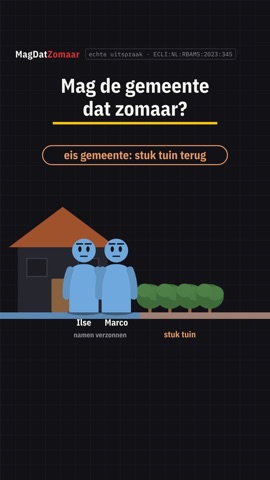 MagDatZomaar echte uitspraak - ECLI:NL:RBAMS:2023:345
Mag de gemeente
dat zomaar?
eis gemeente: stuk tuin terug
Ilse Marco
namen verzonnen stuk tuin